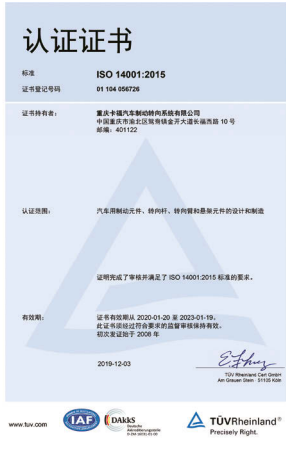 认证证书
标准 ISO 14001:2015
证书登记号码 01 104 056726
证书持有者: 重庆卡福汽车制动转向系统有限公司
中国重庆市渝北区鸳鸯镇金开大道长福西路 10 号
邮编: 401122
认证范围: 汽车用制动元件、转向杆、转向臂和悬架元件的设计和制造
证明完成了审核并满足了 ISO 14001:2015 标准的要求。
有效期: 证书有效期从 2020-01-20 至 2023-01-19。
此证书须经过符合要求的监督审核保持有效。
初次发证始于 2008 年
2019-12-03
TÜV Rheinland Cert GmbH
Am Grauen Stein · 51105 Köln
www.tuv.com
IAF
DAkkS
Deutsche
Akkreditierungsstelle
D-ZM-16031-01-00
TÜVRheinland®
Precisely Right.